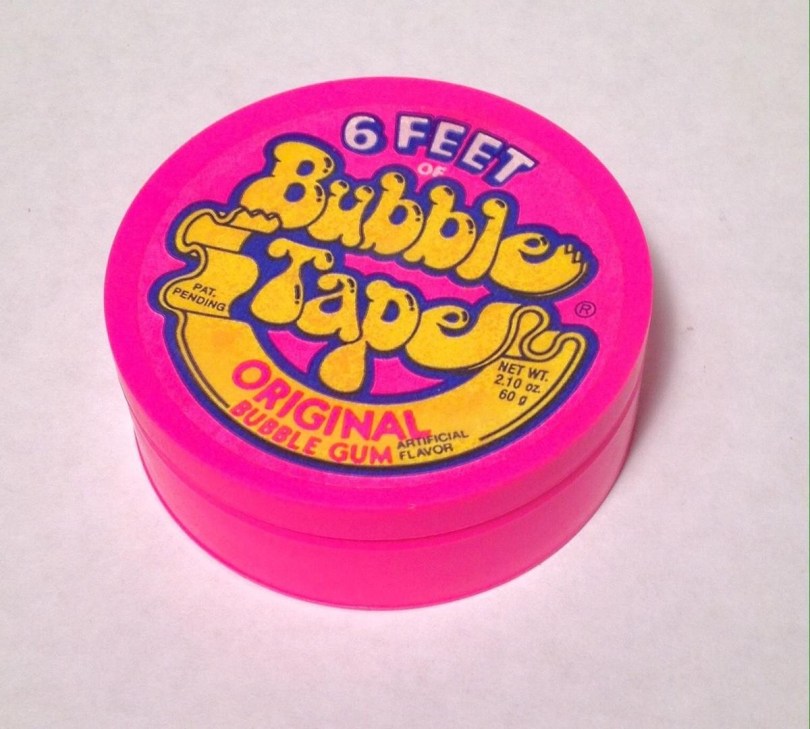 6 FEET
OF
Bubble
Tape
®
PAT.
PENDING
NET WT.
2.10 oz.
60 g
ORIGINAL
BUBBLE GUM
ARTIFICIAL
FLAVOR